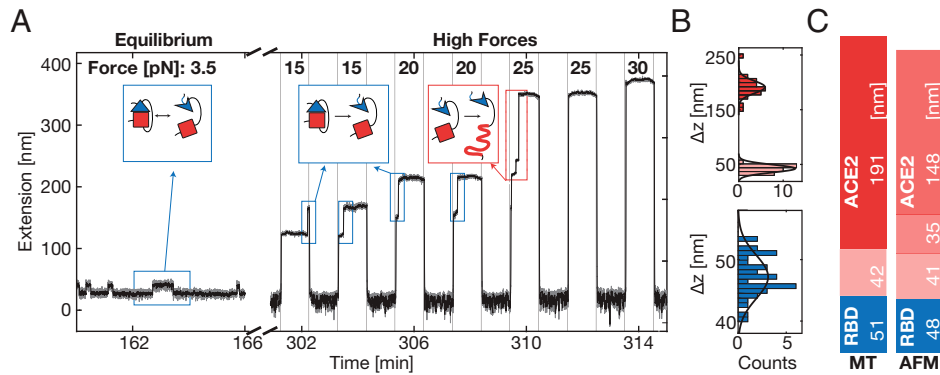 A
Equilibrium
High Forces
Force [pN]: 3.5
15 15 20 20 25 25 30
Extension [nm]
400
300
200
100
0
162 166 302 306 310 314
Time [min]
B
Δz [nm]
250
150
50
0 10
Δz [nm]
50
40
0 5
Counts
C
ACE2 191 [nm]
42
RBD 51
MT
ACE2 148 [nm]
35
41
RBD 48
AFM